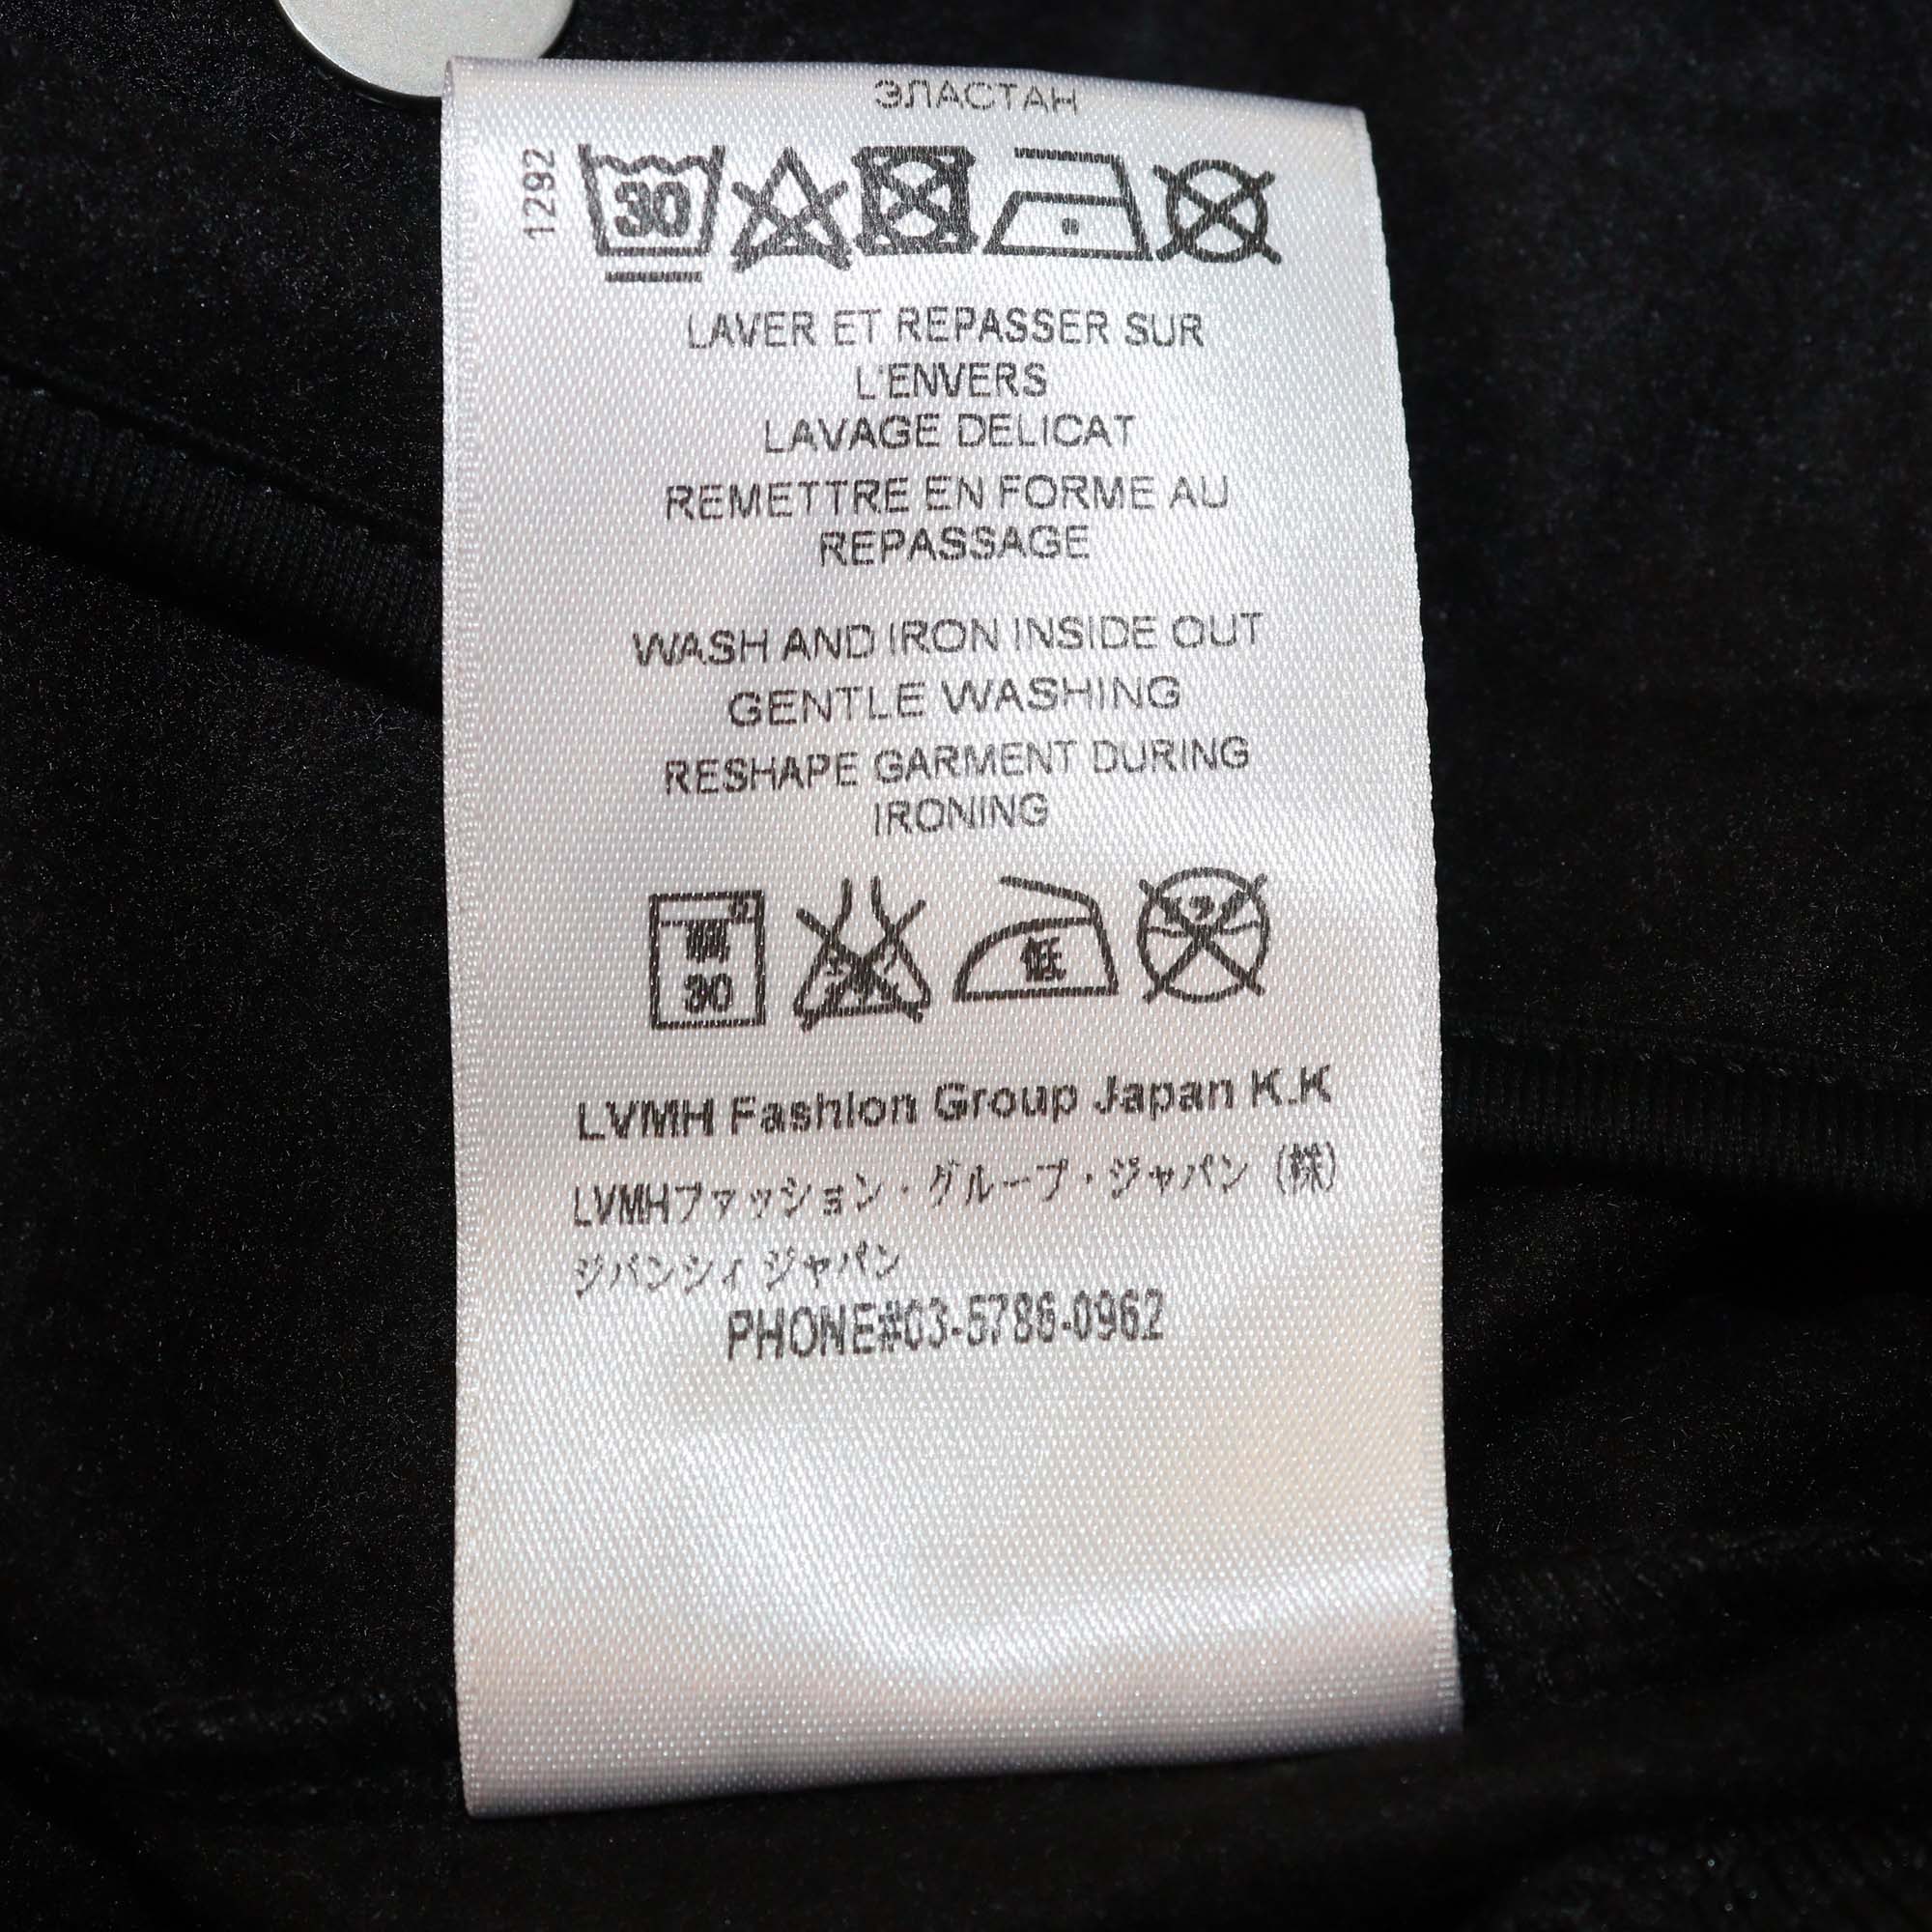 ЭЛАСТАН
1292
30
LAVER ET REPASSER SUR
L'ENVERS
LAVAGE DELICAT
REMETTRE EN FORME AU
REPASSAGE
WASH AND IRON INSIDE OUT
GENTLE WASHING
RESHAPE GARMENT DURING
IRONING
30
低
LVMH Fashion Group Japan K.K
LVMHファッション・グループ・ジャパン (株)
ジバンシィ ジャパン
PHONE#03-5786-0962